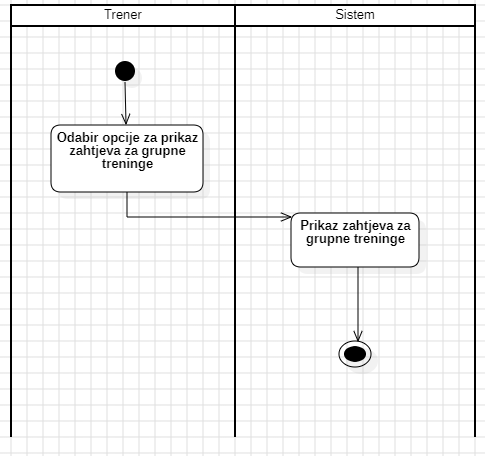 Trener
Sistem
Odabir opcije za prikaz
zahtjeva za grupne
treninge
Prikaz zahtjeva za
grupne treninge